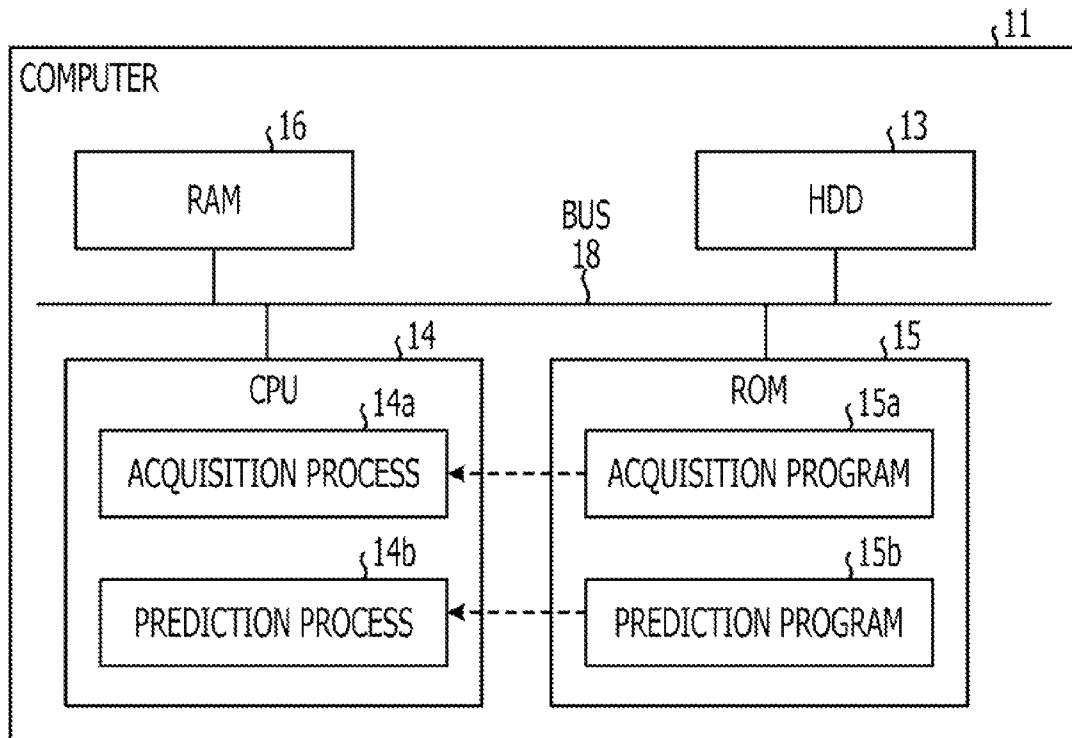 11
COMPUTER
16
RAM
13
HDD
BUS
18
14
CPU
14a
ACQUISITION PROCESS
14b
PREDICTION PROCESS
15
ROM
15a
ACQUISITION PROGRAM
15b
PREDICTION PROGRAM